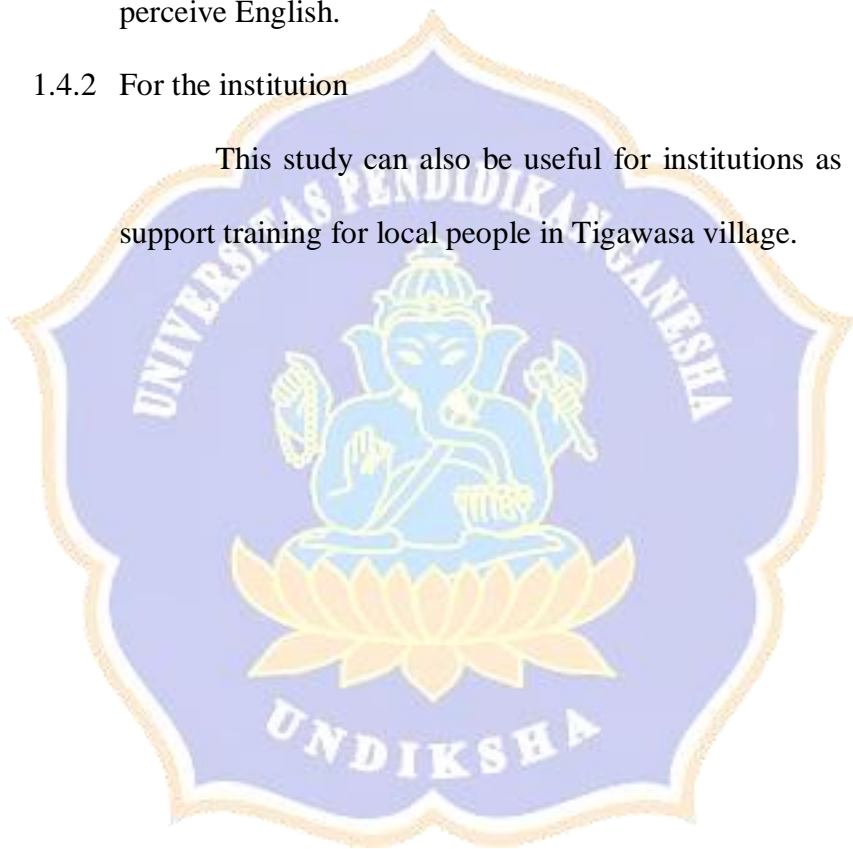 perceive English.
1.4.2 For the institution
This study can also be useful for institutions as
support training for local people in Tigawasa village.
UNIVERSITAS PENDIDIKAN GANESHA
UNDIKSHA